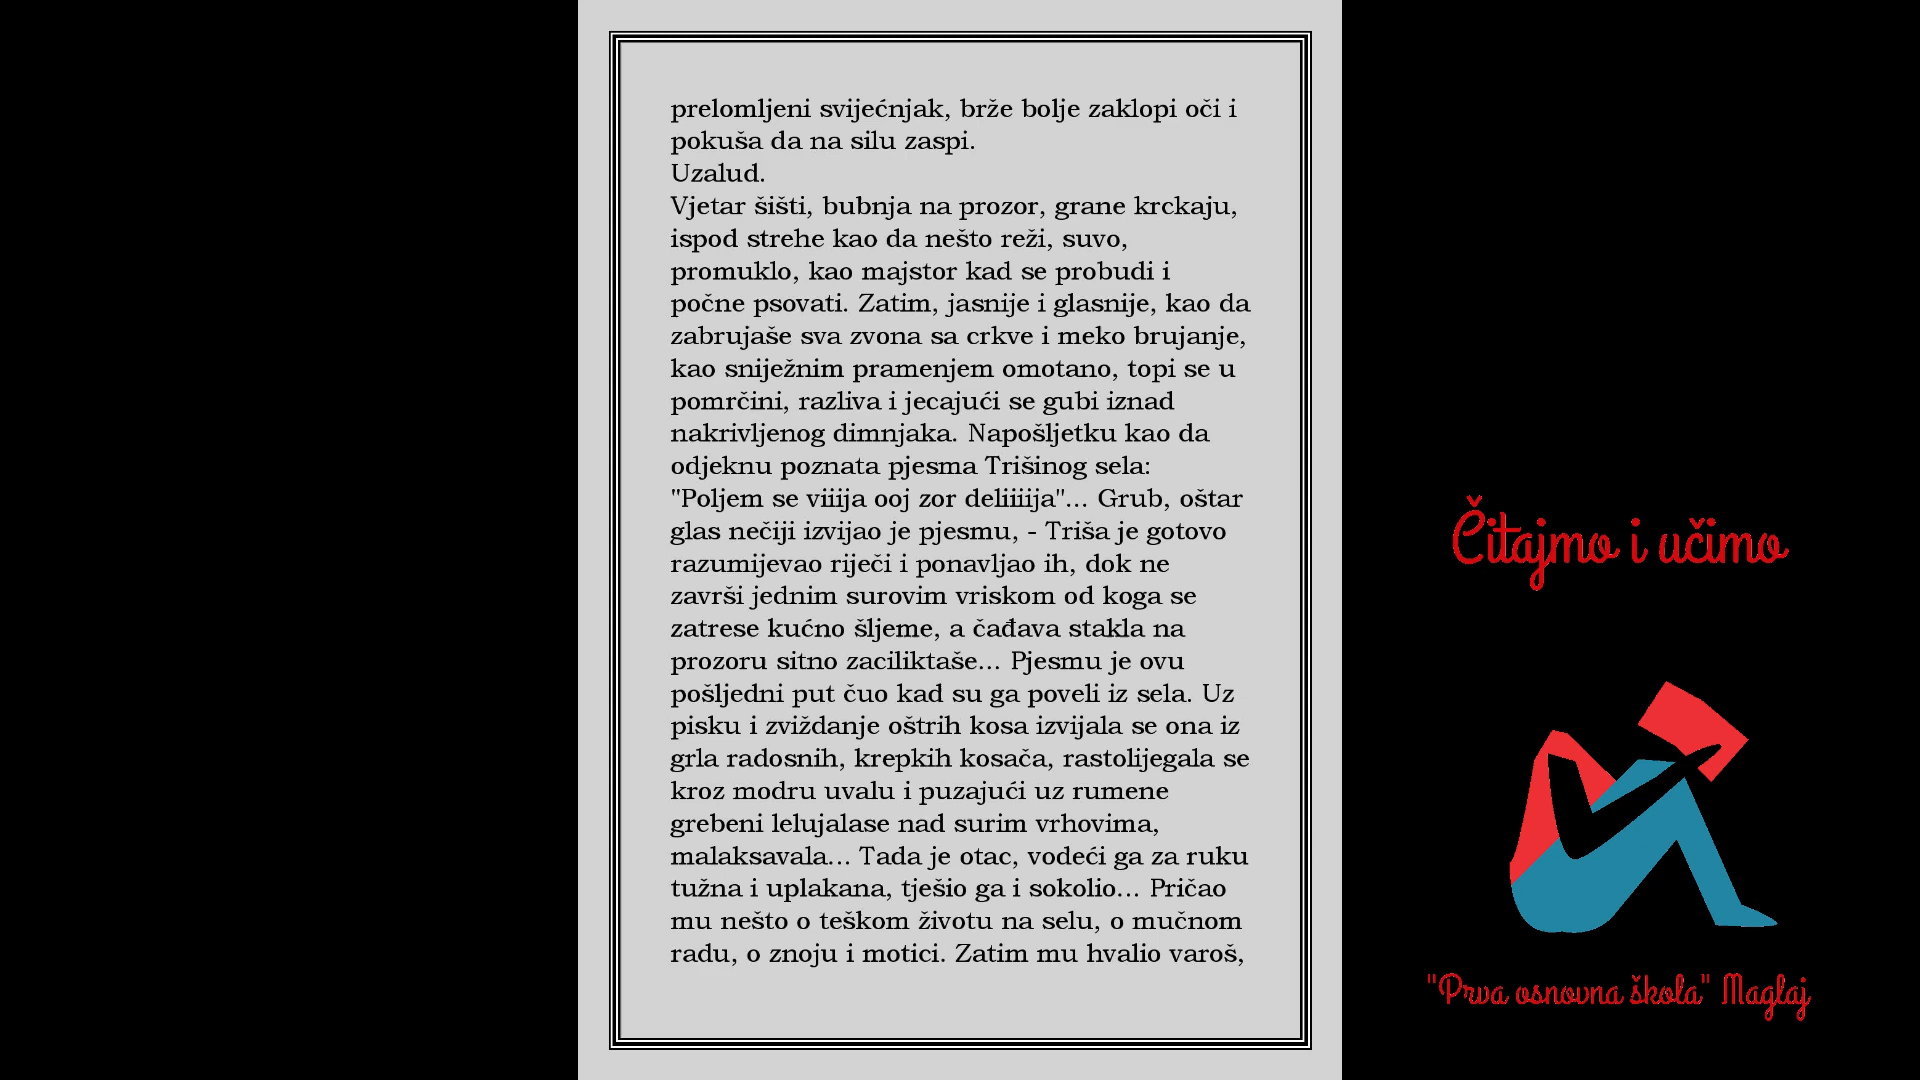 prelomljeni svijećnjak, brže bolje zaklopi oči i
pokuša da na silu zaspi.
Uzalud.
Vjetar šišti, bubnja na prozor, grane krckaju,
ispod strehe kao da nešto reži, suvo,
promuklo, kao majstor kad se probudi i
počne psovati. Zatim, jasnije i glasnije, kao da
zabrujaše sva zvona sa crkve i meko brujanje,
kao sniježnim pramenjem omotano, topi se u
pomrčini, razliva i jecajući se gubi iznad
nakrivljenog dimnjaka. Napošljetku kao da
odjeknu poznata pjesma Trišinog sela:
"Poljem se viiija ooj zor deliiiija"... Grub, oštar
glas nečiji izvijao je pjesmu, - Triša je gotovo
razumijevao riječi i ponavljao ih, dok ne
završi jednim surovim vriskom od koga se
zatrese kućno šljeme, a čađava stakla na
prozoru sitno zaciliktaše... Pjesmu je ovu
pošljedni put čuo kad su ga poveli iz sela. Uz
pisku i zviždanje oštrih kosa izvijala se ona iz
grla radosnih, krepkih kosača, rastolijegala se
kroz modru uvalu i puzajući uz rumene
grebeni lelujalase nad surim vrhovima,
malaksavala... Tada je otac, vodeći ga za ruku
tužna i uplakana, tješio ga i sokolio... Pričao
mu nešto o teškom životu na selu, o mučnom
radu, o znoju i motici. Zatim mu hvalio varoš,
Čitajmo i učimo
"Prva osnovna škola" Maglaj